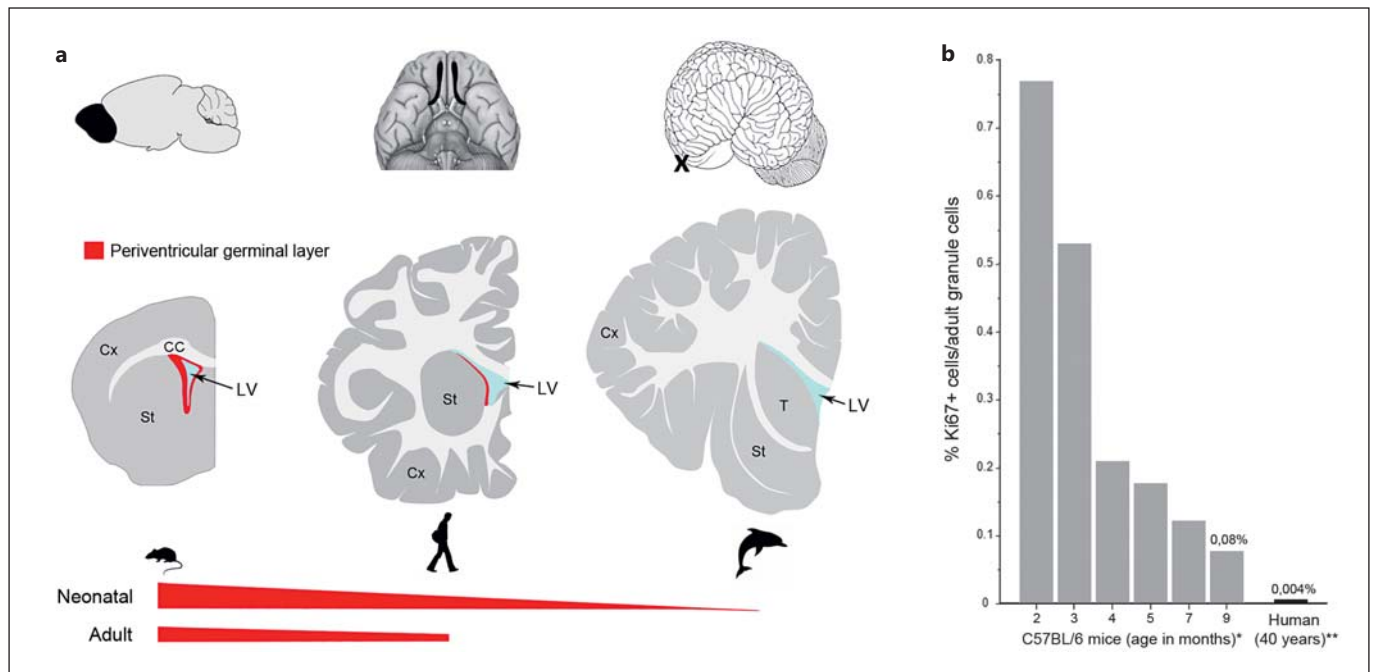 a
X
Periventricular germinal layer
Cx
CC
LV
St
St
LV
Cx
Cx
T
LV
St
Neonatal
Adult
b
% Ki67+ cells/adult granule cells
0.8
0.7
0.6
0.5
0.4
0.3
0.2
0.1
0
0,08%
0,004%
2 3 4 5 7 9 Human
C57BL/6 mice (age in months)* (40 years)**